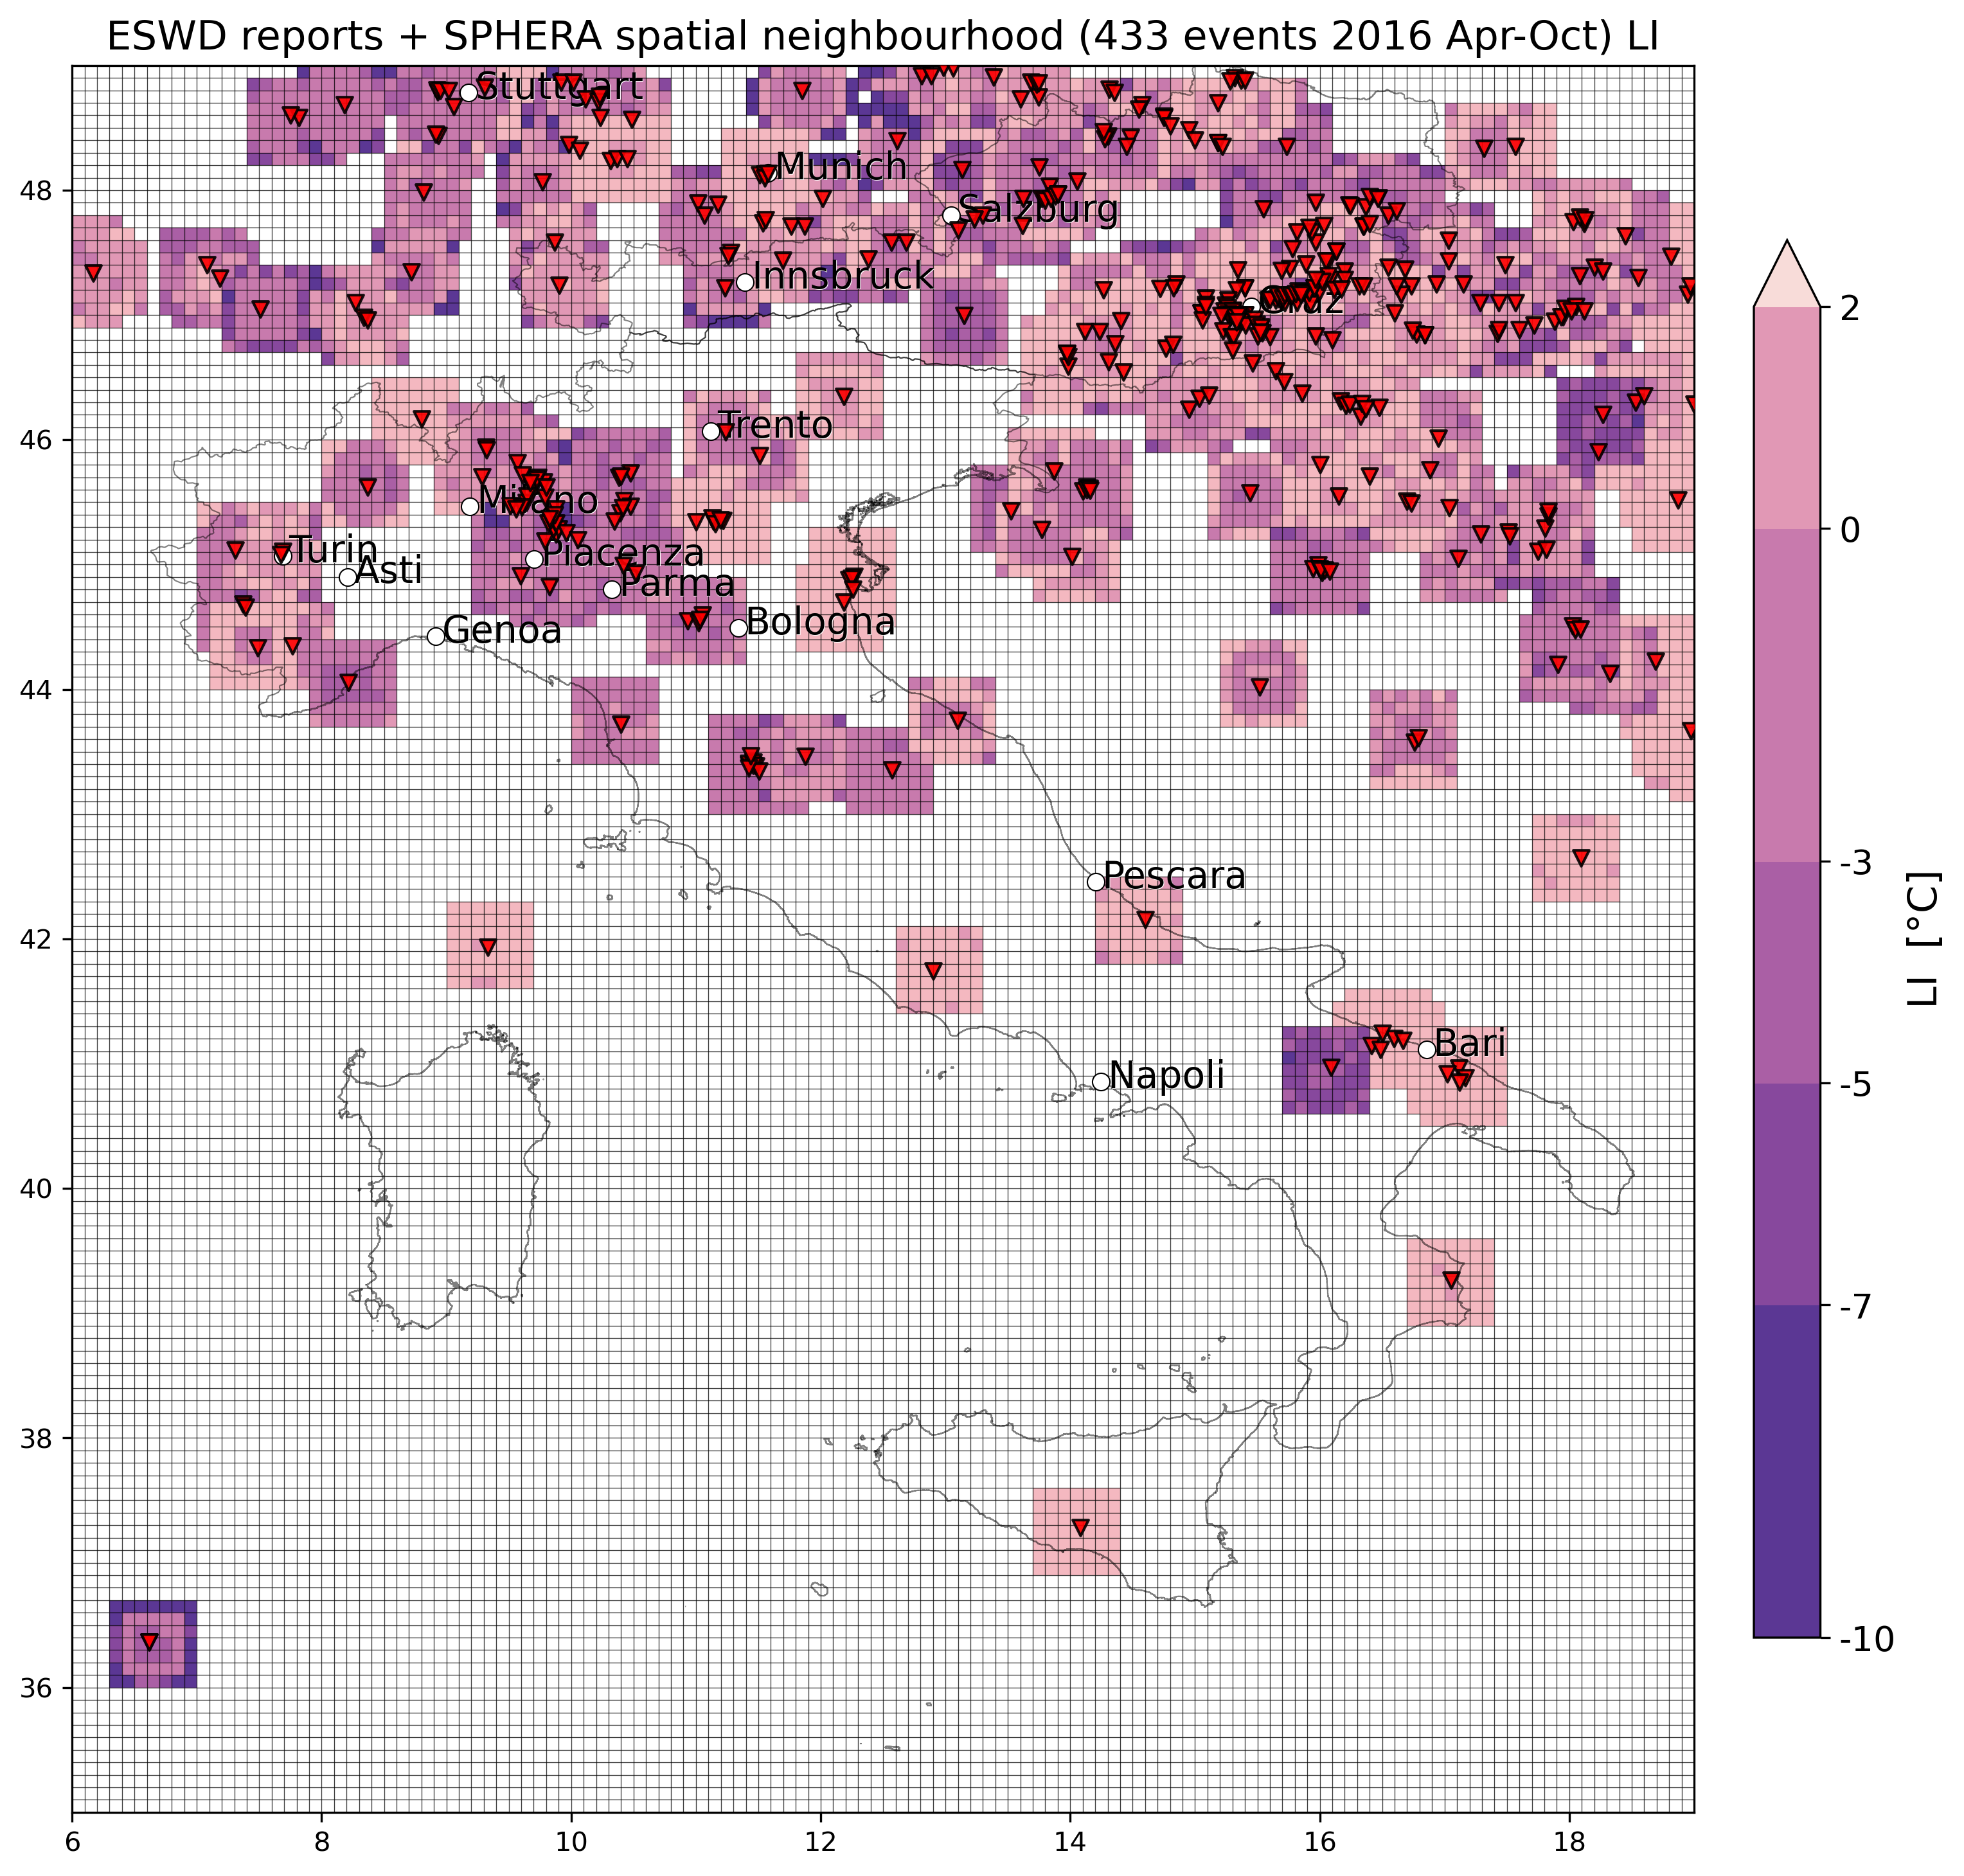 ESWD reports + SPHERA spatial neighbourhood (433 events 2016 Apr-Oct) LI
Stuttgart
Munich
48
Salzburg
Innsbruck
Graz
2
0
Trento
46
Milano
Turin
Piacenza
Asti
Parma
Bologna
Genoa
44
-3
Pescara
LI [°C]
42
Bari
Napoli
-5
40
-7
38
-10
36
6 8 10 12 14 16 18